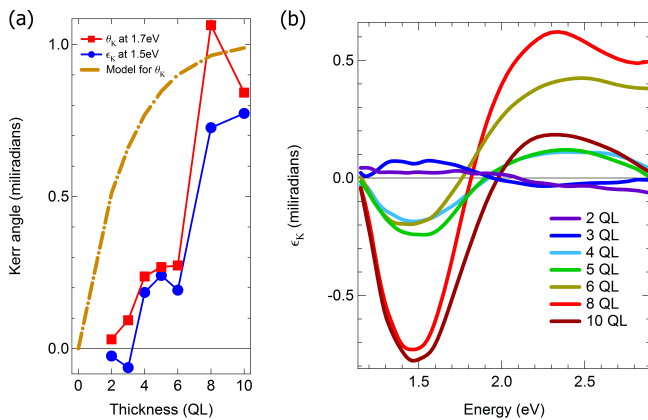 (a)
θK at 1.7eV
ϵK at 1.5eV
Model for θK
Kerr angle (miliradians)
1.0
0.5
0.0
0 2 4 6 8 10
Thickness (QL)
(b)
ϵK (miliradians)
0.5
0.0
-0.5
2 QL
3 QL
4 QL
5 QL
6 QL
8 QL
10 QL
1.5 2.0 2.5
Energy (eV)